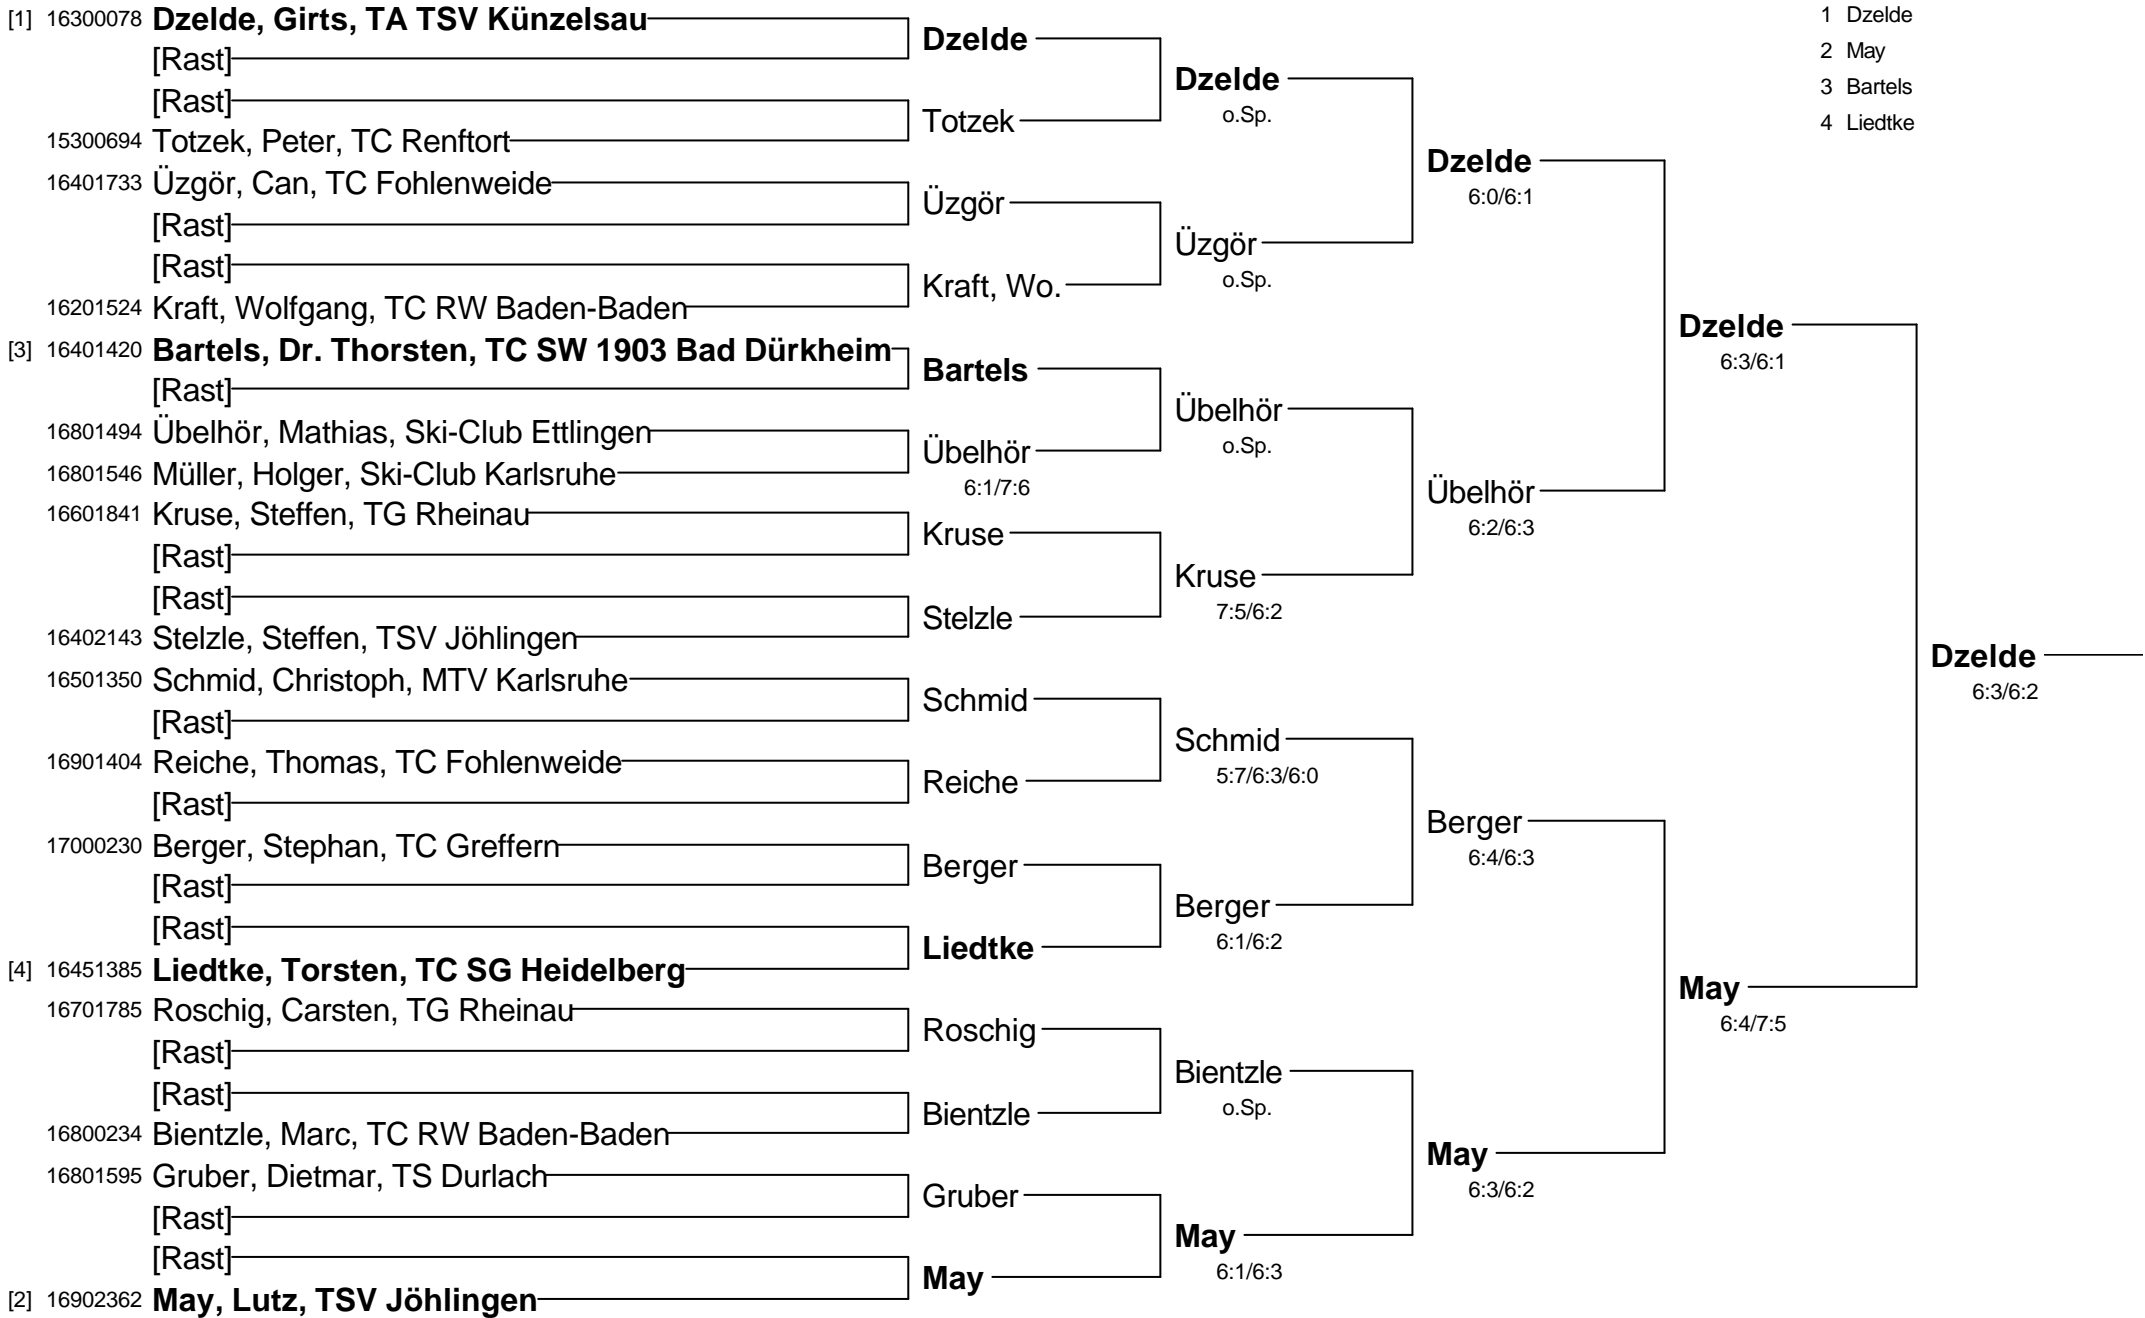 [1] 16300078 Dzelde, Girts, TA TSV Künzelsau
[Rast]
[Rast]
15300694 Totzek, Peter, TC Renftort
16401733 Üzgör, Can, TC Fohlenweide
[Rast]
[Rast]
16201524 Kraft, Wolfgang, TC RW Baden-Baden
[3] 16401420 Bartels, Dr. Thorsten, TC SW 1903 Bad Dürkheim
[Rast]
16801494 Übelhör, Mathias, Ski-Club Ettlingen
16801546 Müller, Holger, Ski-Club Karlsruhe
16601841 Kruse, Steffen, TG Rheinau
[Rast]
[Rast]
16402143 Stelzle, Steffen, TSV Jöhlingen
16501350 Schmid, Christoph, MTV Karlsruhe
[Rast]
16901404 Reiche, Thomas, TC Fohlenweide
[Rast]
17000230 Berger, Stephan, TC Greffern
[Rast]
[Rast]
[4] 16451385 Liedtke, Torsten, TC SG Heidelberg
16701785 Roschig, Carsten, TG Rheinau
[Rast]
[Rast]
16800234 Bientzle, Marc, TC RW Baden-Baden
16801595 Gruber, Dietmar, TS Durlach
[Rast]
[Rast]
[2] 16902362 May, Lutz, TSV Jöhlingen
Dzelde
Totzek
Üzgör
Kraft, Wo.
Bartels
Übelhör
6:1/7:6
Kruse
Stelzle
Schmid
Reiche
Berger
Liedtke
Roschig
Bientzle
Gruber
May
Dzelde
o.Sp.
Üzgör
o.Sp.
Übelhör
o.Sp.
Kruse
7:5/6:2
Schmid
5:7/6:3/6:0
Berger
6:1/6:2
Bientzle
o.Sp.
May
6:1/6:3
Dzelde
6:0/6:1
Übelhör
6:2/6:3
Berger
6:4/6:3
May
6:3/6:2
Dzelde
6:3/6:1
May
6:4/7:5
Dzelde
6:3/6:2
1 Dzelde
2 May
3 Bartels
4 Liedtke